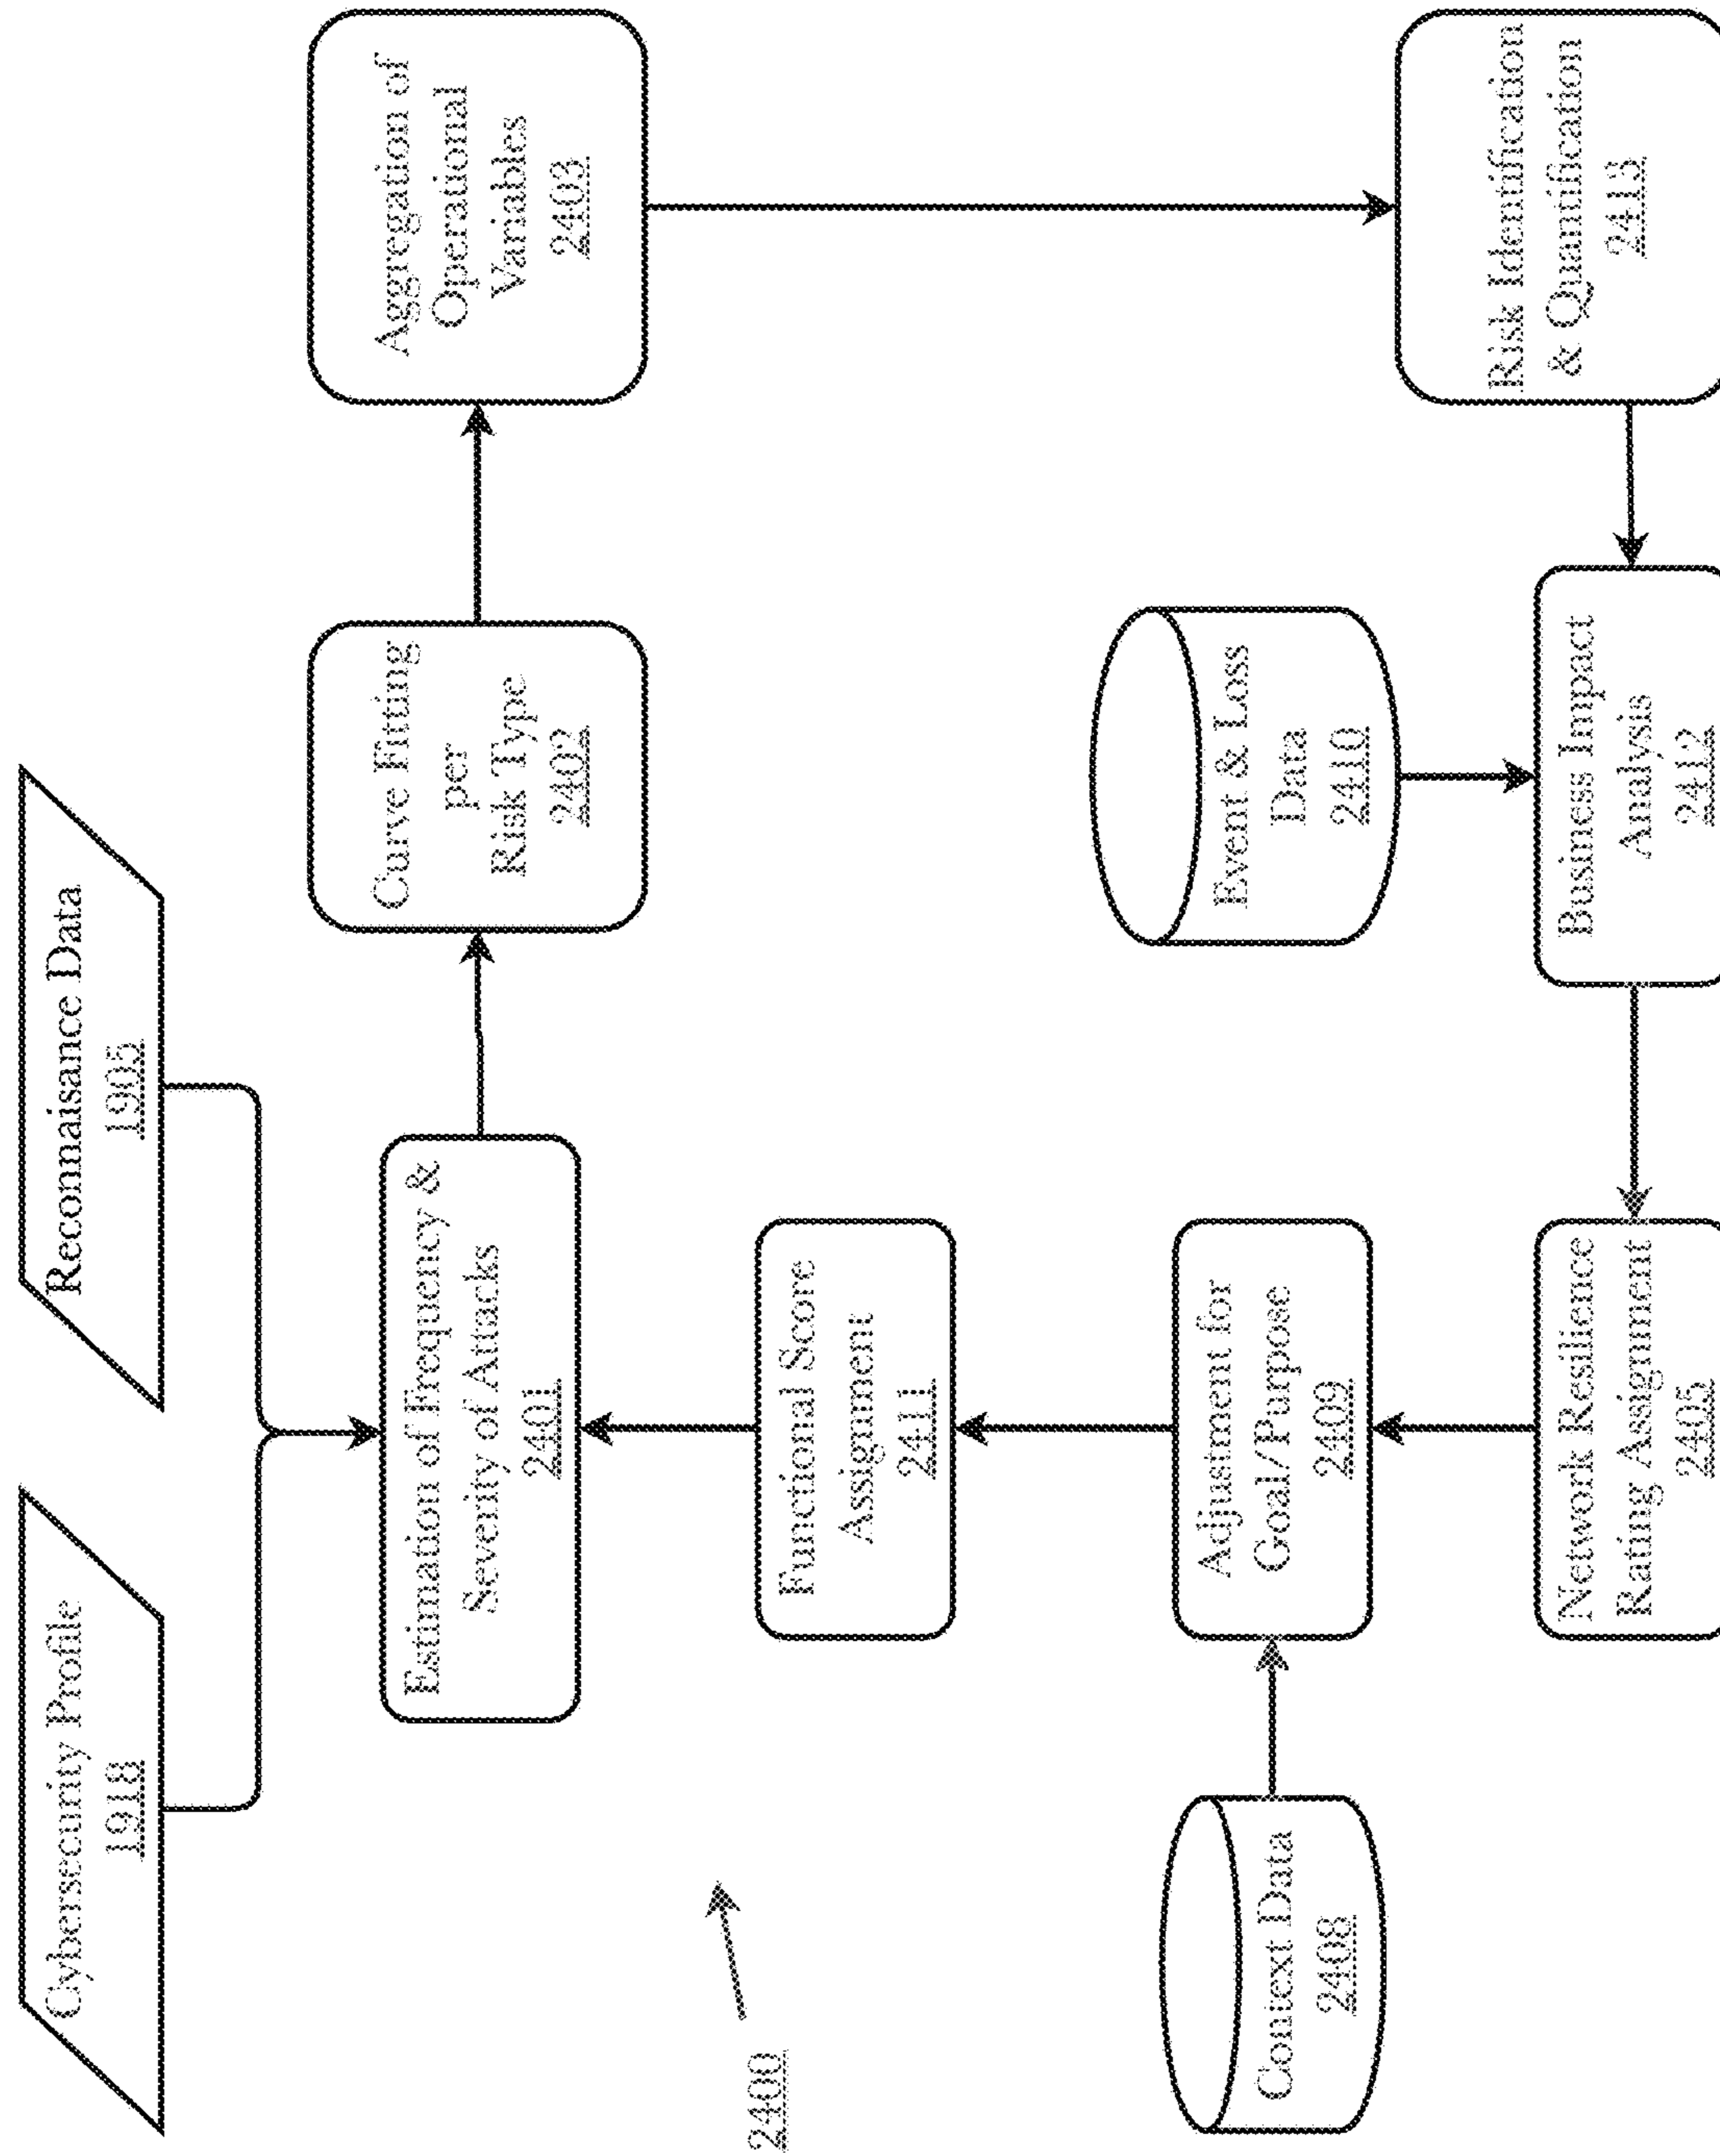 Cybersecurity Profile
1918
Reconnaisance Data
1905
Estimation of Frequency &
Severity of Attacks
2401
Curve Fitting
per
Risk Type
2402
Aggregation of
Operational
Variables
2403
2400
Functional Score
Assignment
2411
Context Data
2408
Adjustment for
Goal/Purpose
2409
Event & Loss
Data
2410
Network Resilience
Rating Assignment
2405
Business Impact
Analysis
2412
Risk Identification
& Quantification
2413